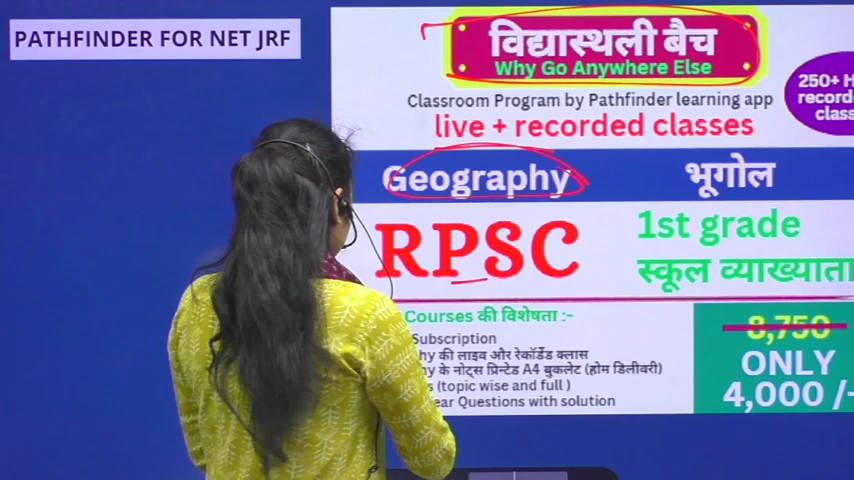 PATHFINDER FOR NET JRF
विद्यास्थली बैच
Why Go Anywhere Else
Classroom Program by Pathfinder learning app
live + recorded classes
250+ H
record
class
Geography
भूगोल
RPSC
1st grade
स्कूल व्याख्याता
Courses की विशेषता :-
Subscription
hy की लाइव और रेकॉर्डेड क्लास
ny के नोट्स प्रिन्टेड A4 बुकलेट (होम डिलीवरी)
s (topic wise and full )
ear Questions with solution
8,750
ONLY
4,000 /-